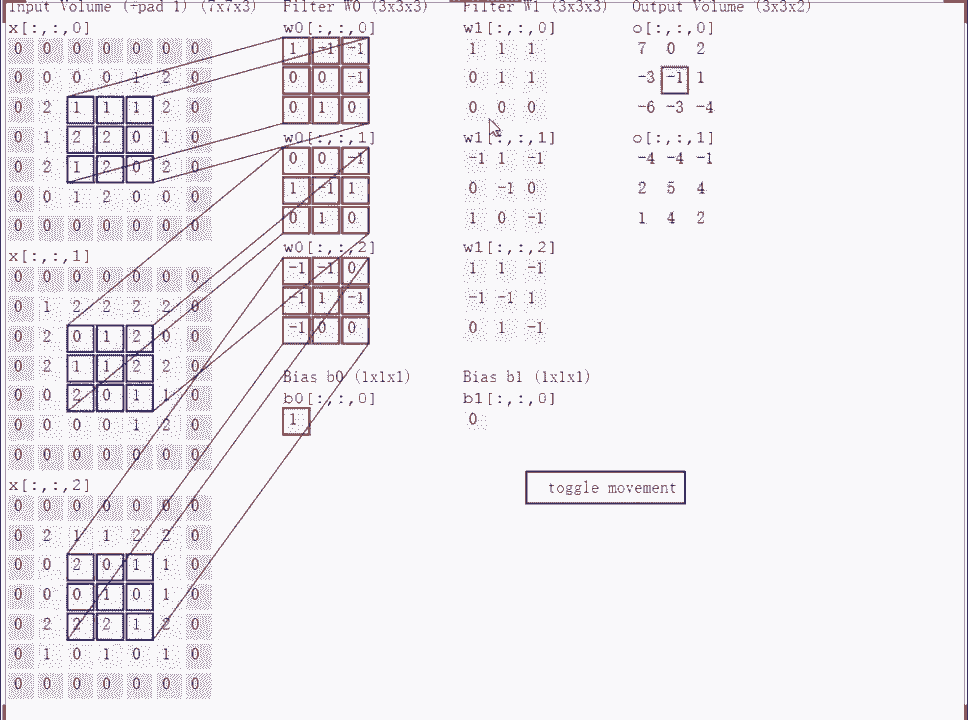 Input Volume (+pad 1) (7x7x3)
x[:,:,0]
0 0 0 0 0 0 0
0 0 0 0 1 2 0
0 2 1 1 1 2 0
0 1 2 2 0 1 0
0 2 1 2 0 2 0
0 0 1 2 0 0 0
0 0 0 0 0 0 0
x[:,:,1]
0 0 0 0 0 0 0
0 1 2 2 2 2 0
0 2 0 1 2 0 0
0 2 1 1 2 2 0
0 0 2 0 1 1 0
0 0 0 0 1 2 0
0 0 0 0 0 0 0
x[:,:,2]
0 0 0 0 0 0 0
0 2 1 1 2 2 0
0 0 2 0 1 1 0
0 0 0 1 0 1 0
0 2 2 2 1 2 0
0 1 0 1 0 1 0
0 0 0 0 0 0 0
Filter W0 (3x3x3)
w0[:,:,0]
1 -1 -1
0 0 -1
0 1 0
w0[:,:,1]
0 0 -1
1 -1 1
0 1 0
w0[:,:,2]
-1 -1 0
-1 1 -1
-1 0 0
Bias b0 (1x1x1)
b0[:,:,0]
1
Filter W1 (3x3x3)
w1[:,:,0]
1 1 1
0 1 1
0 0 0
w1[:,:,1]
-1 1 -1
0 -1 0
1 0 -1
w1[:,:,2]
1 1 -1
-1 -1 1
0 1 -1
Bias b1 (1x1x1)
b1[:,:,0]
0
Output Volume (3x3x2)
o[:,:,0]
7 0 2
-3 -1 1
-6 -3 -4
o[:,:,1]
-4 -4 -1
2 5 4
1 4 2
toggle movement